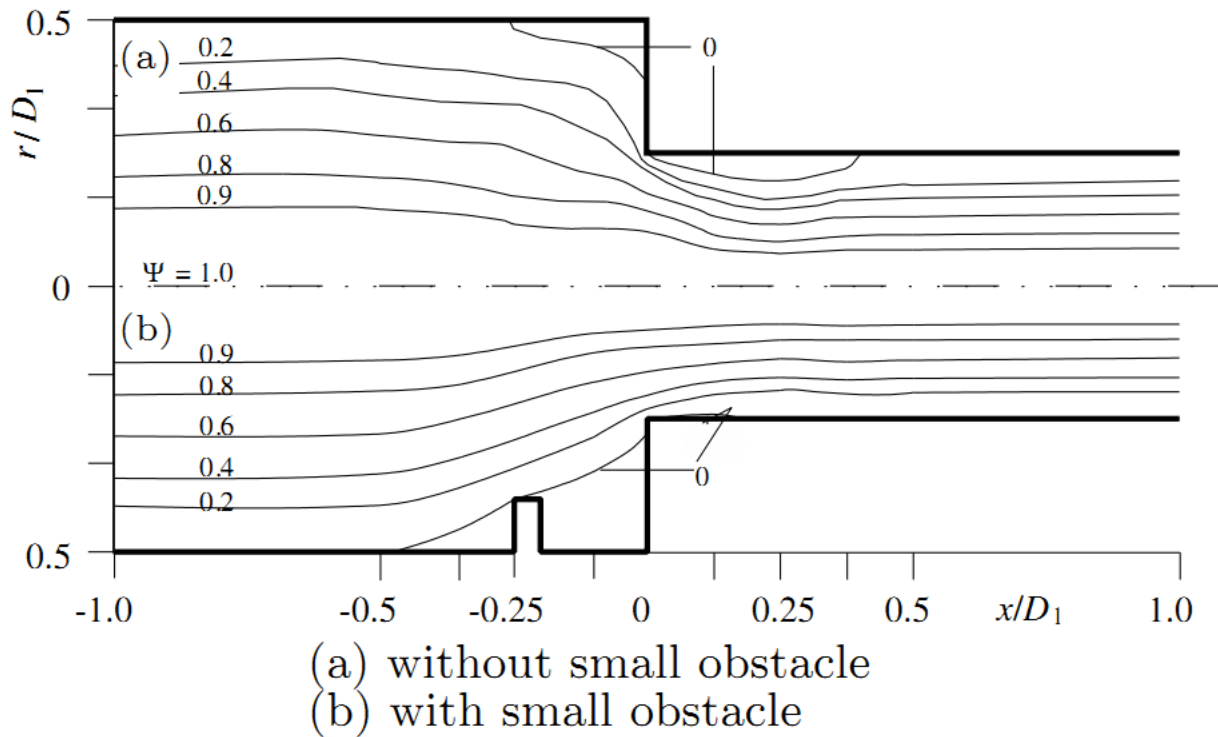 0.5
(a)
0.2
0
0.4
r/D1
0.6
0.8
0.9
Ψ = 1.0
0
(b)
0.9
0.8
0.6
0.4
0
0.2
0.5
-1.0 -0.5 -0.25 0 0.25 0.5 x/D1 1.0
(a) without small obstacle
(b) with small obstacle